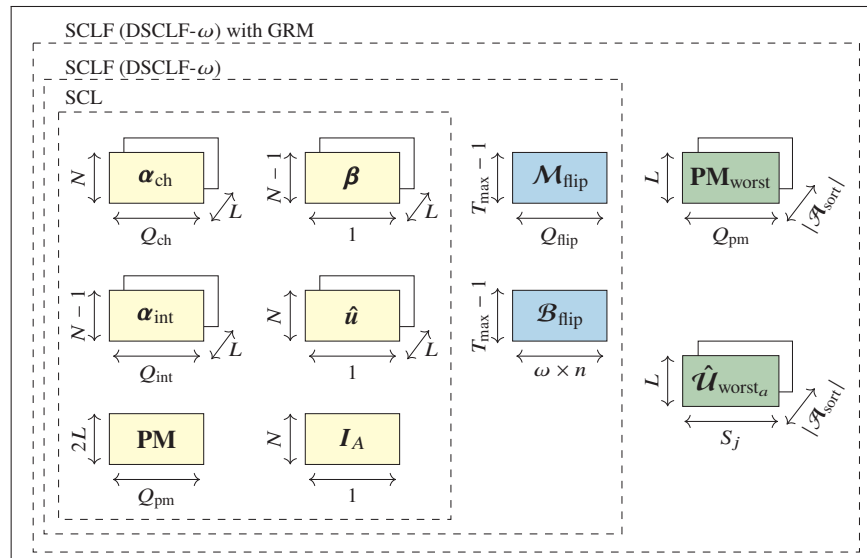 SCLF (DSCLF-ω) with GRM
SCLF (DSCLF-ω)
SCL
N
α_ch
Q_ch
L
N − 1
β
1
L
T_max − 1
M_flip
Q_flip
L
PM_worst
Q_pm
|A_sort|
N − 1
α_int
Q_int
L
N
û
1
L
T_max − 1
B_flip
ω × n
L
Û_worst_a
S_j
|A_sort|
2L
PM
Q_pm
N
I_A
1